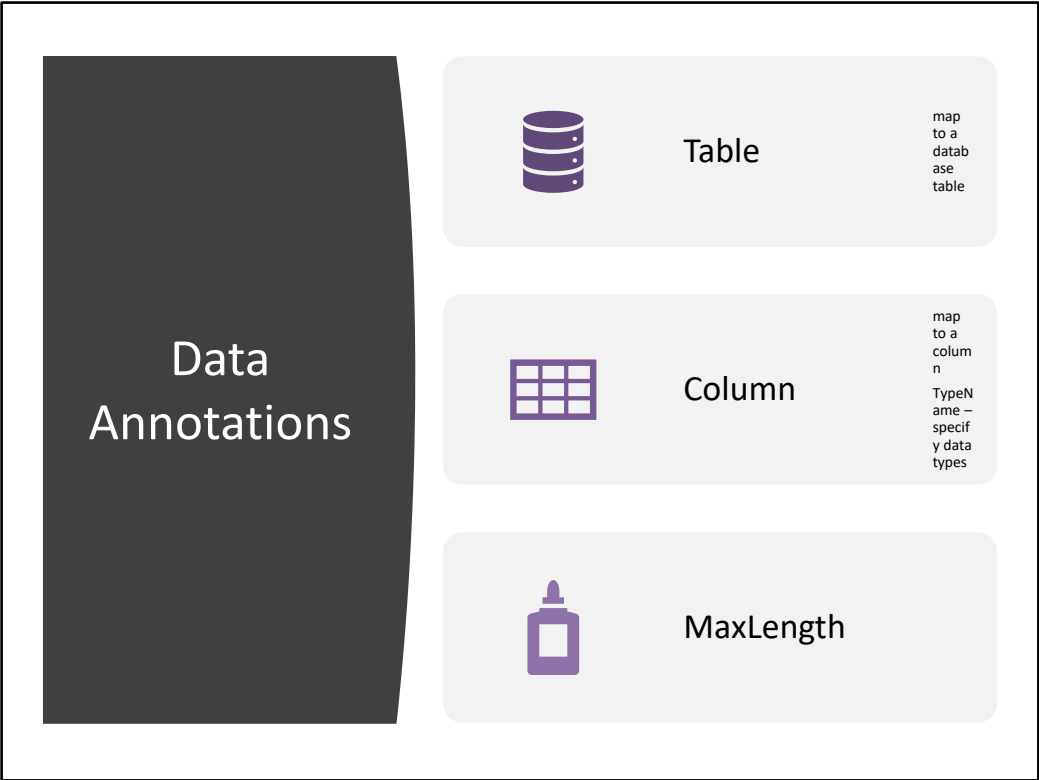 Data
Annotations
Table
map
to a
datab
ase
table
Column
map
to a
colum
n
TypeN
ame –
specif
y data
types
MaxLength